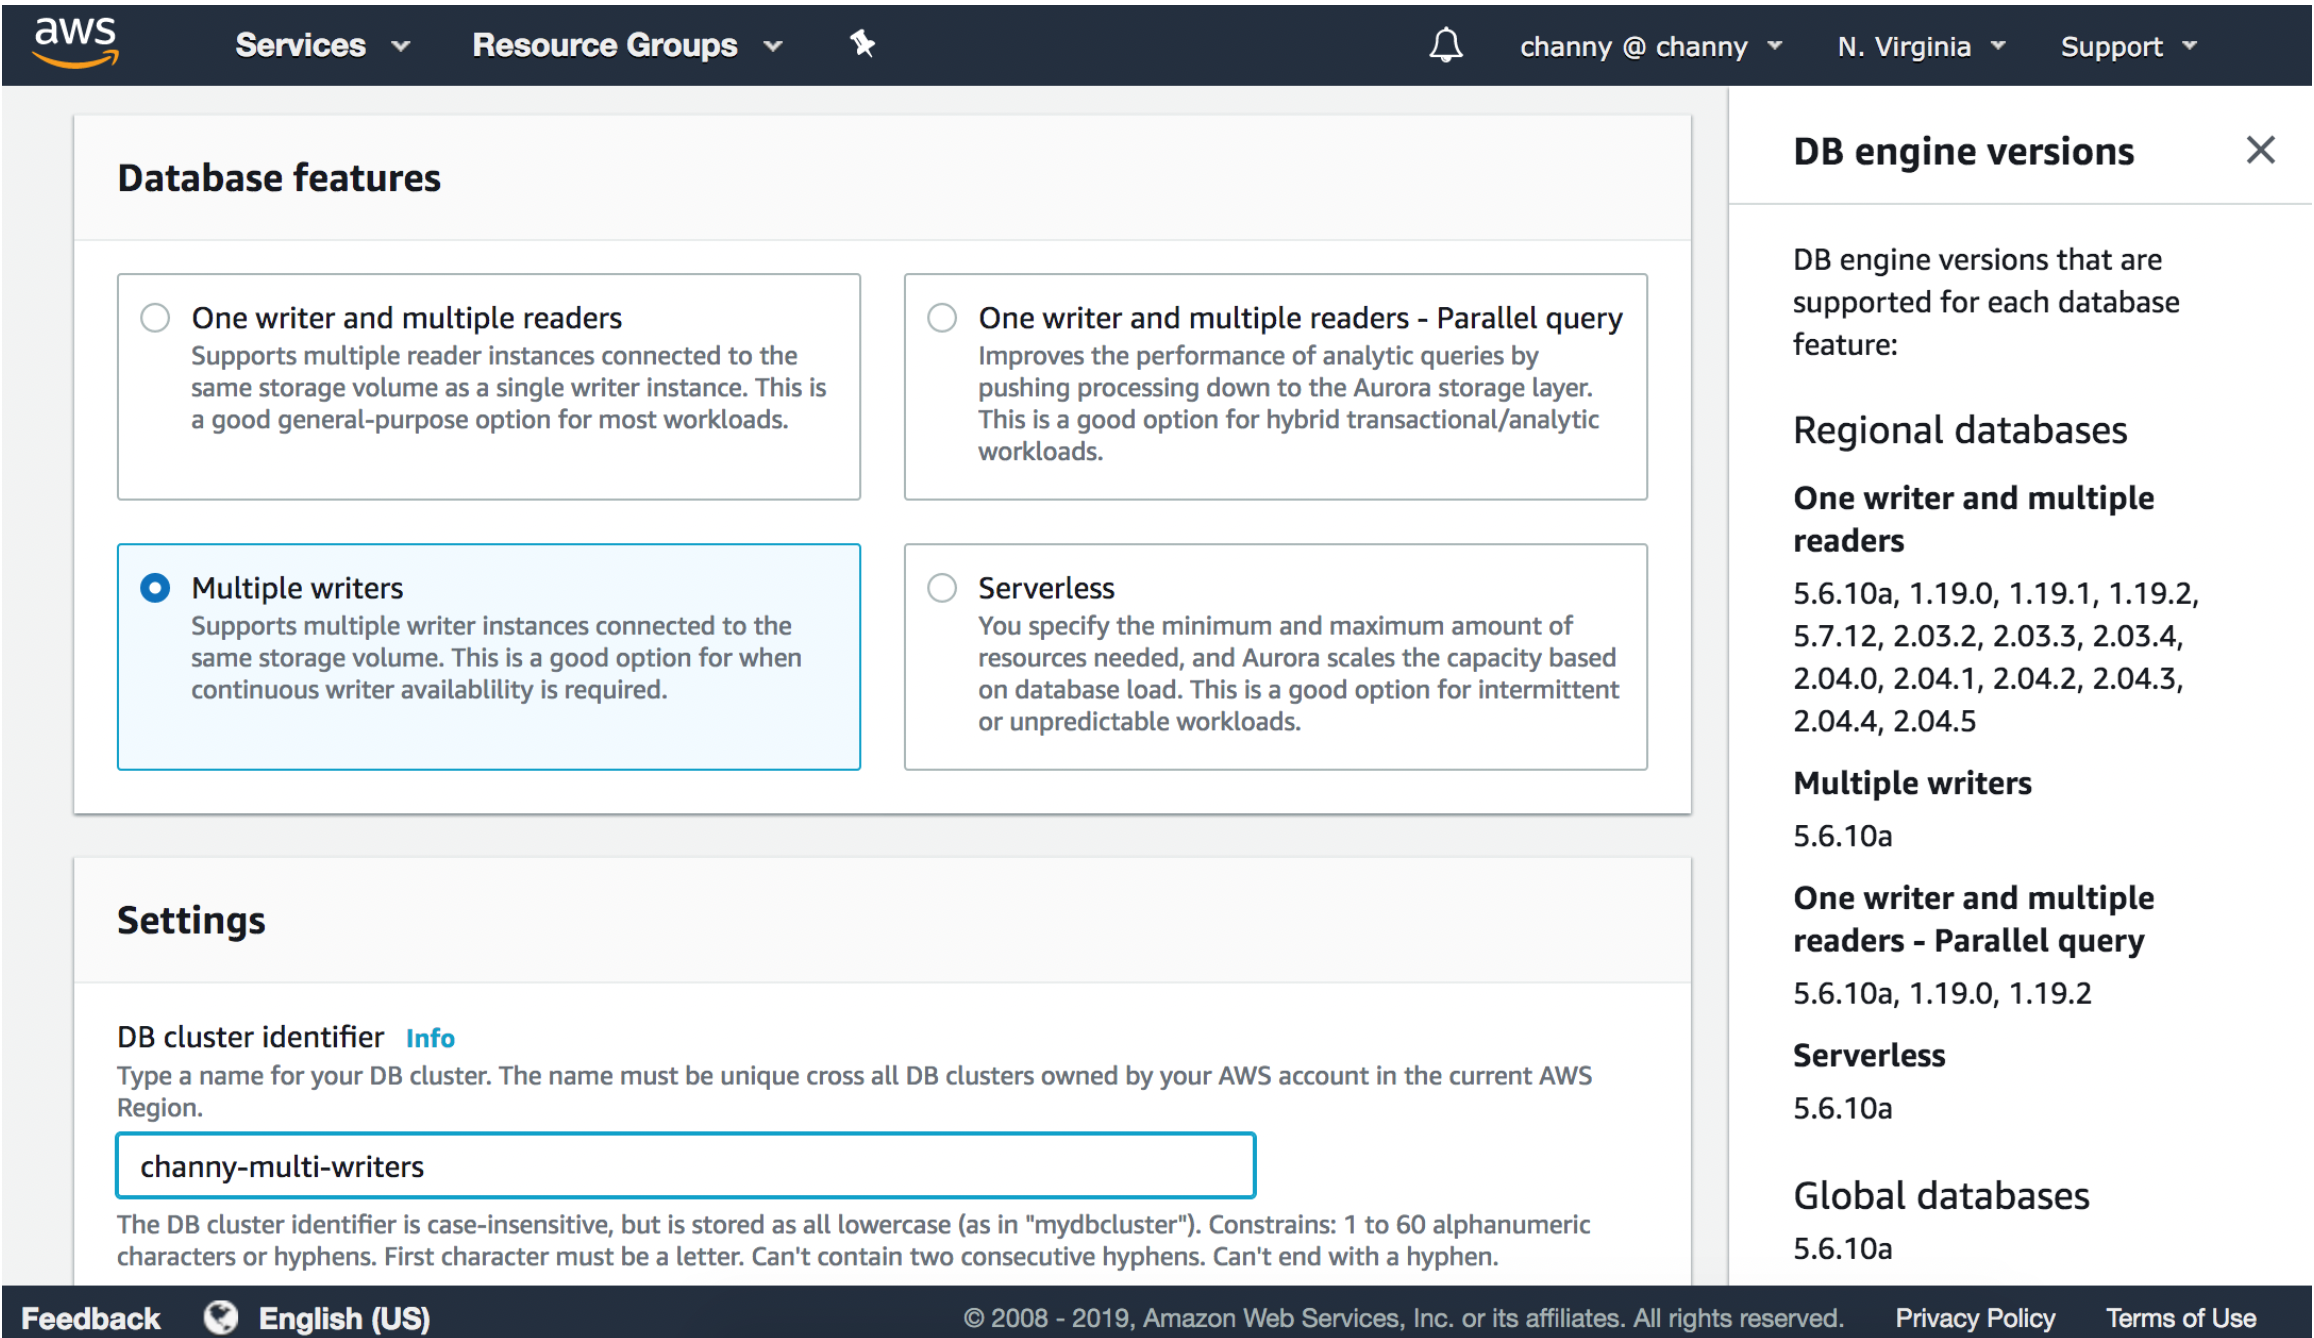 aws
Services
Resource Groups
channy @ channy
N. Virginia
Support
Database features
One writer and multiple readers
Supports multiple reader instances connected to the
same storage volume as a single writer instance. This is
a good general-purpose option for most workloads.
One writer and multiple readers - Parallel query
Improves the performance of analytic queries by
pushing processing down to the Aurora storage layer.
This is a good option for hybrid transactional/analytic
workloads.
Multiple writers
Supports multiple writer instances connected to the
same storage volume. This is a good option for when
continuous writer availablility is required.
Serverless
You specify the minimum and maximum amount of
resources needed, and Aurora scales the capacity based
on database load. This is a good option for intermittent
or unpredictable workloads.
Settings
DB cluster identifier Info
Type a name for your DB cluster. The name must be unique cross all DB clusters owned by your AWS account in the current AWS
Region.
channy-multi-writers
The DB cluster identifier is case-insensitive, but is stored as all lowercase (as in "mydbcluster"). Constrains: 1 to 60 alphanumeric
characters or hyphens. First character must be a letter. Can't contain two consecutive hyphens. Can't end with a hyphen.
DB engine versions
DB engine versions that are
supported for each database
feature:
Regional databases
One writer and multiple
readers
5.6.10a, 1.19.0, 1.19.1, 1.19.2,
5.7.12, 2.03.2, 2.03.3, 2.03.4,
2.04.0, 2.04.1, 2.04.2, 2.04.3,
2.04.4, 2.04.5
Multiple writers
5.6.10a
One writer and multiple
readers - Parallel query
5.6.10a, 1.19.0, 1.19.2
Serverless
5.6.10a
Global databases
5.6.10a
Feedback
English (US)
© 2008 - 2019, Amazon Web Services, Inc. or its affiliates. All rights reserved.
Privacy Policy
Terms of Use